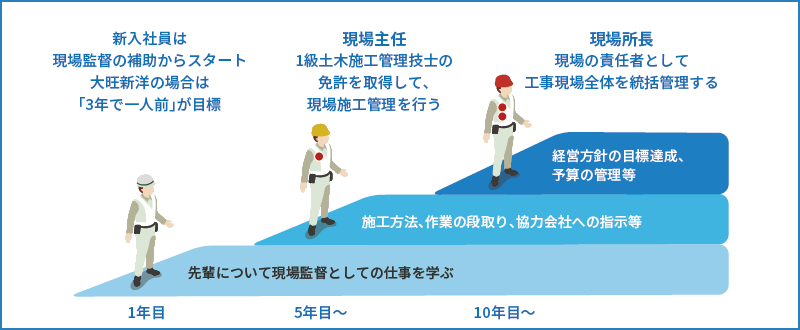 新入社員は
現場監督の補助からスタート
大旺新洋の場合は
「3年で一人前」が目標
現場主任
1級土木施工管理技士の
免許を取得して、
現場施工管理を行う
現場所長
現場の責任者として
工事現場全体を統括管理する
経営方針の目標達成、
予算の管理等
施工方法、作業の段取り、協力会社への指示等
先輩について現場監督としての仕事を学ぶ
1年目
5年目〜
10年目〜